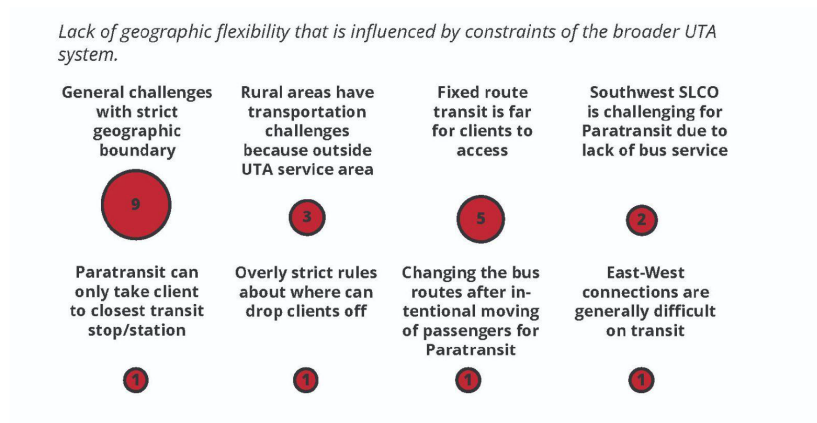 Lack of geographic flexibility that is influenced by constraints of the broader UTA
system.
General challenges
with strict
geographic
boundary
9
Rural areas have
transportation
challenges
because outside
UTA service area
3
Fixed route
transit is far
for clients to
access
5
Southwest SLCO
is challenging for
Paratransit due to
lack of bus service
2
Paratransit can
only take client
to closest transit
stop/station
1
Overly strict rules
about where can
drop clients off
1
Changing the bus
routes after in-
tentional moving
of passengers for
Paratransit
1
East-West
connections are
generally difficult
on transit
1